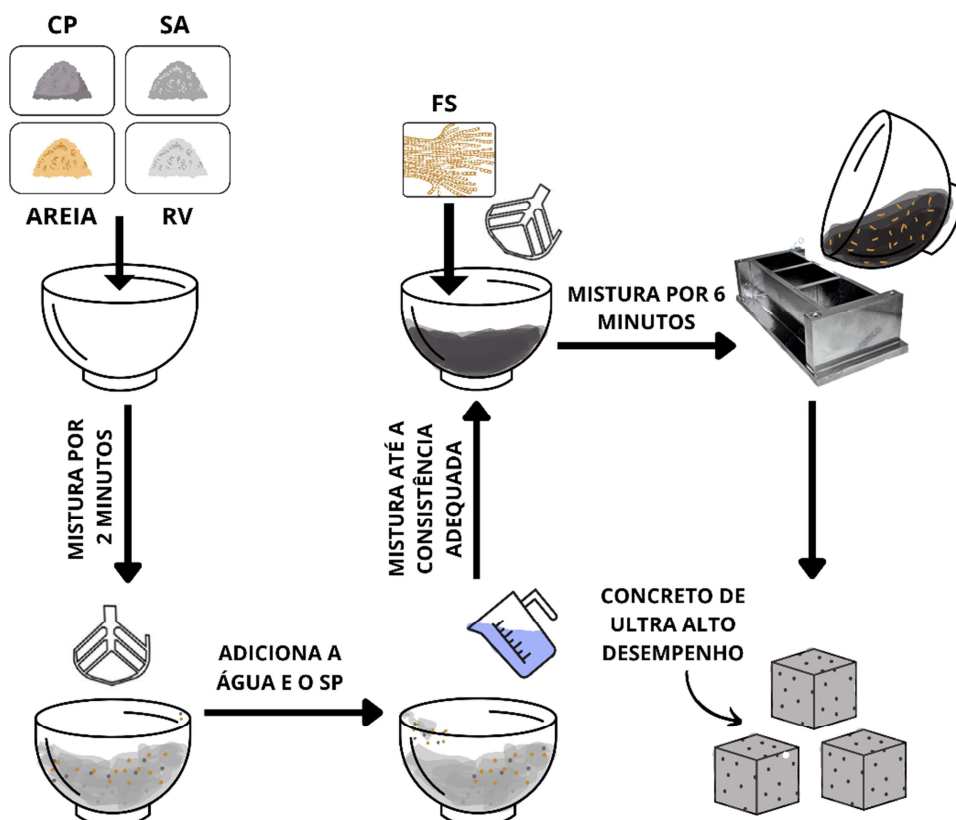 CP
SA
AREIA
RV
MISTURA POR
2 MINUTOS
ADICIONA A
ÁGUA E O SP
MISTURA ATÉ A
CONSISTÊNCIA
ADEQUADA
FS
MISTURA POR 6
MINUTOS
CONCRETO DE
ULTRA ALTO
DESEMPENHO